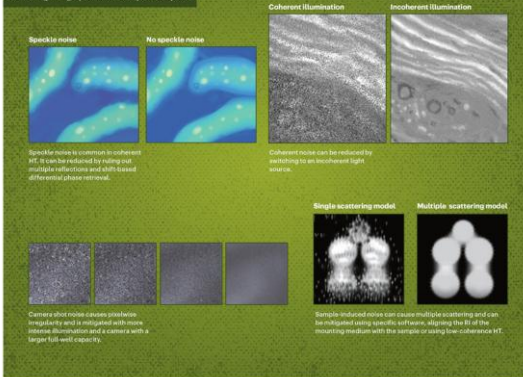 Speckle noise
No speckle noise
Speckle noise is common in coherent
HT. It can be reduced by ruling out
multiple reflections and shift-based
differential phase retrieval.
Coherent illumination
Incoherent illumination
Coherent noise can be reduced by
switching to an incoherent light
source.
Camera shot noise causes pixelwise
irregularity and is mitigated with more
intense illumination and a camera with a
larger full-well capacity.
Single scattering model
Multiple scattering model
Sample-induced noise can cause multiple scattering and can
be mitigated using specific software, aligning the RI of the
mounting medium with the sample or using low-coherence HT.